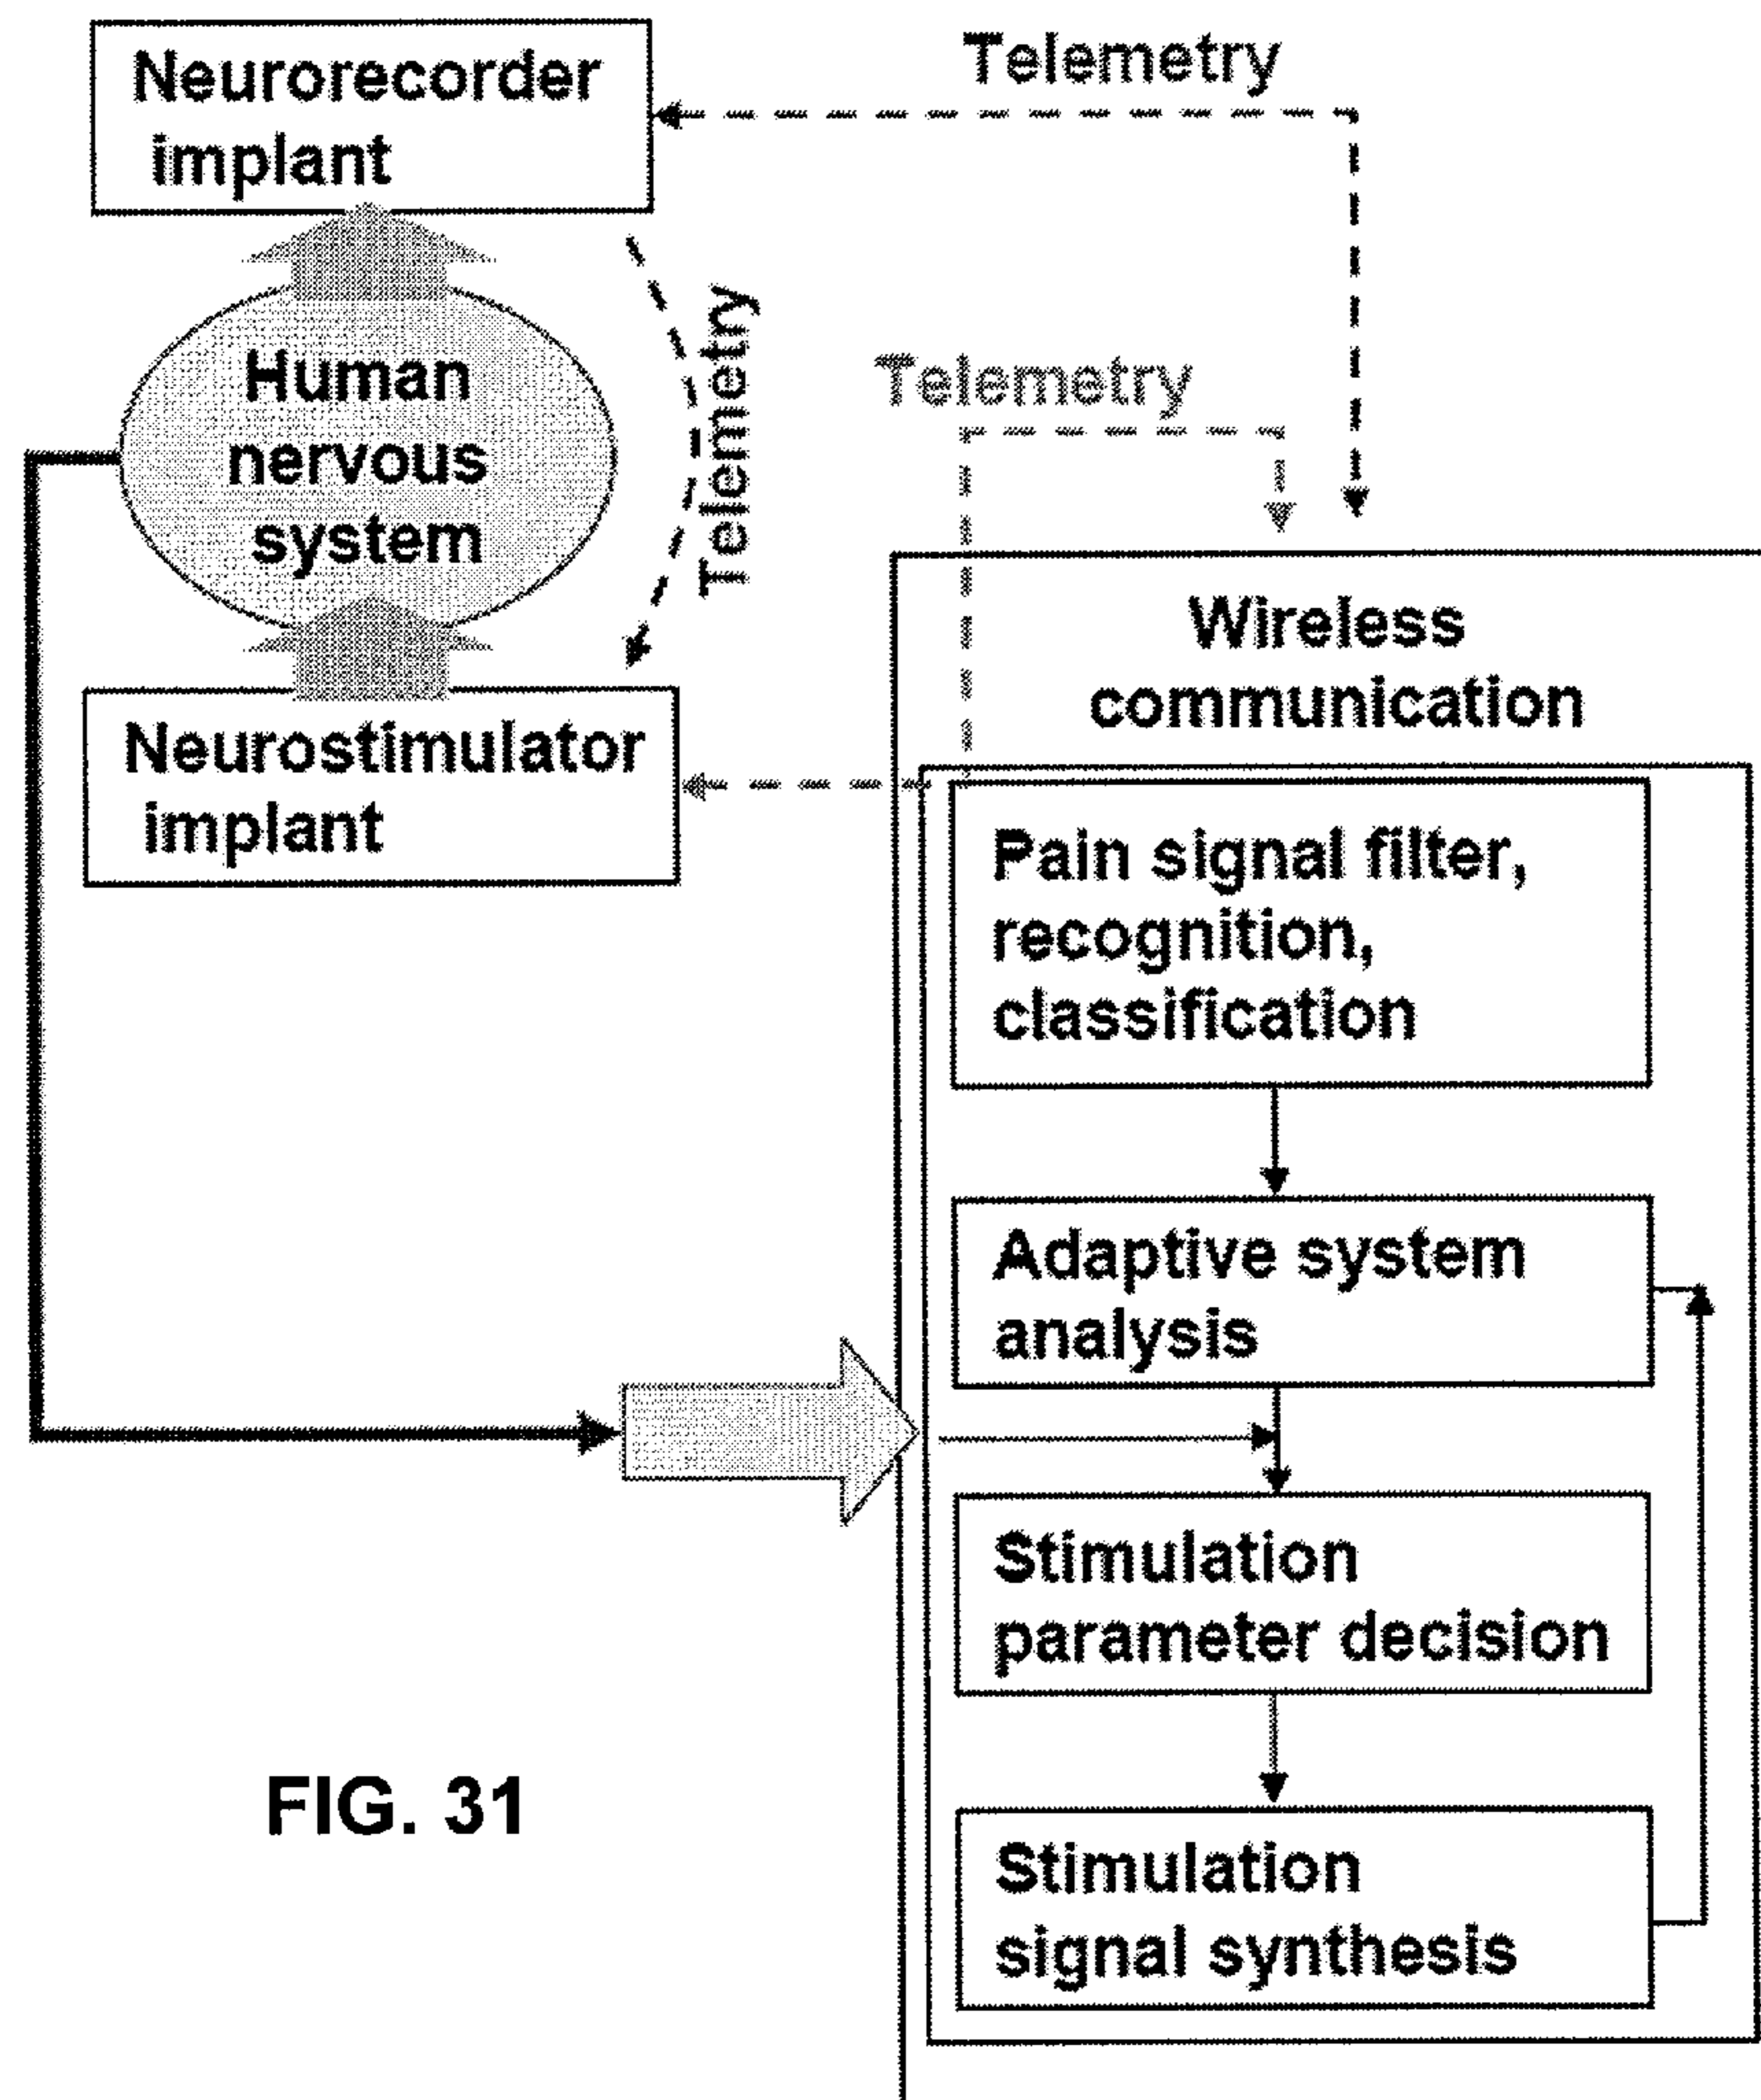 Neurorecorder
implant
Telemetry
Human
nervous
system
Telemetry
Telemetry
Neurostimulator
implant
Wireless
communication
Pain signal filter,
recognition,
classification
Adaptive system
analysis
Stimulation
parameter decision
Stimulation
signal synthesis
FIG. 31